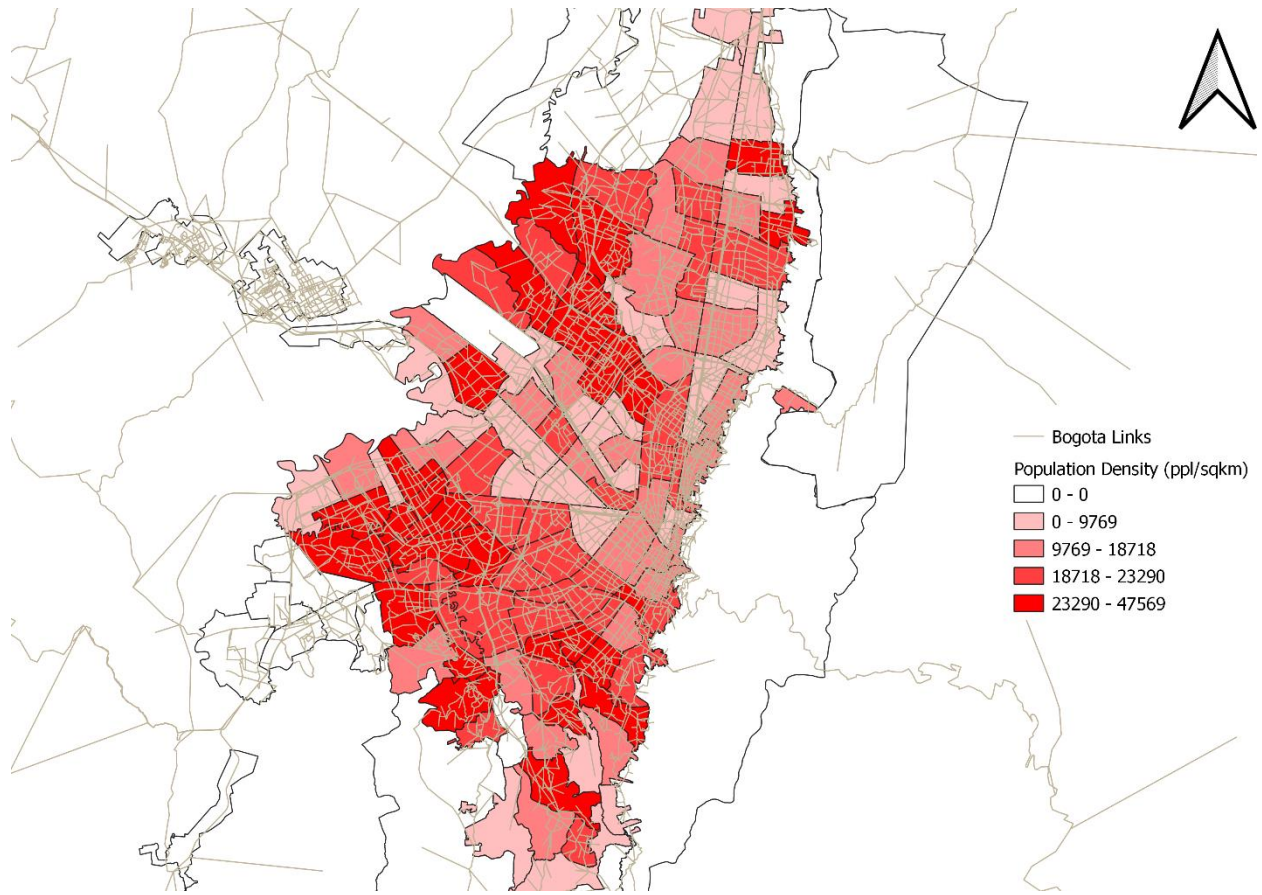 Bogota Links
Population Density (ppl/sqkm)
0 - 0
0 - 9769
9769 - 18718
18718 - 23290
23290 - 47569